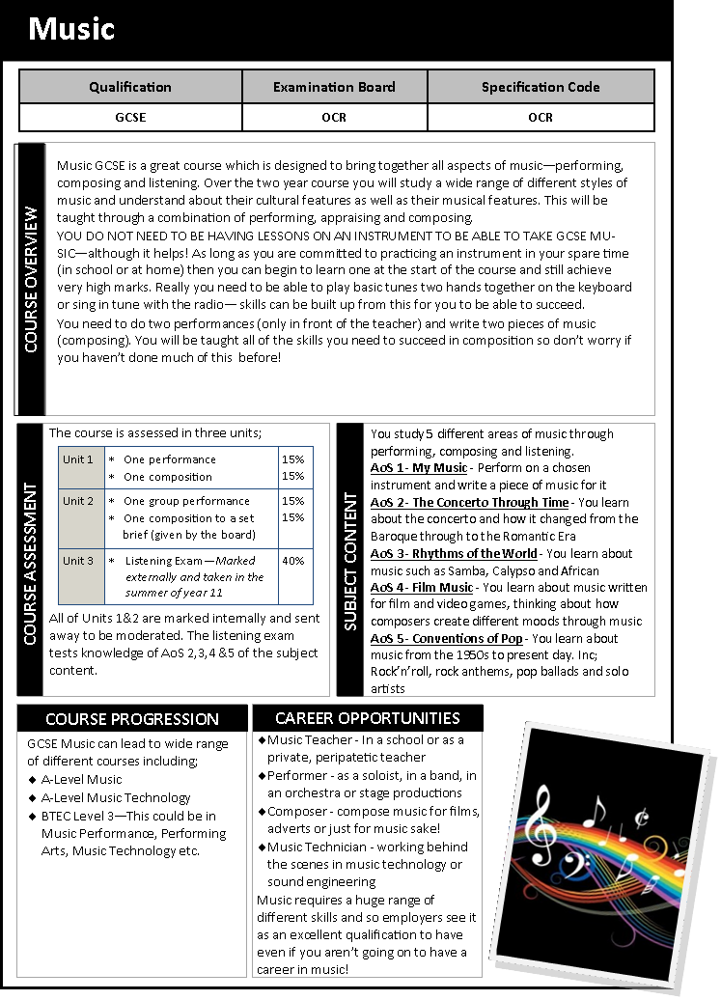 Music
Qualification Examination Board Specification Code
GCSE OCR OCR
COURSE OVERVIEW
Music GCSE is a great course which is designed to bring together all aspects of music—performing,
composing and listening. Over the two year course you will study a wide range of different styles of
music and understand about their cultural features as well as their musical features. This will be
taught through a combination of performing, appraising and composing.
YOU DO NOT NEED TO BE HAVING LESSONS ON AN INSTRUMENT TO BE ABLE TO TAKE GCSE MU-
SIC—although it helps! As long as you are committed to practicing an instrument in your spare time
(in school or at home) then you can begin to learn one at the start of the course and still achieve
very high marks. Really you need to be able to play basic tunes two hands together on the keyboard
or sing in tune with the radio— skills can be built up from this for you to be able to succeed.
You need to do two performances (only in front of the teacher) and write two pieces of music
(composing). You will be taught all of the skills you need to succeed in composition so don't worry if
you haven't done much of this before!
COURSE ASSESSMENT
The course is assessed in three units;
Unit 1 * One performance 15%
* One composition 15%
Unit 2 * One group performance 15%
* One composition to a set 15%
brief (given by the board)
Unit 3 * Listening Exam—Marked 40%
externally and taken in the
summer of year 11
All of Units 1&2 are marked internally and sent
away to be moderated. The listening exam
tests knowledge of AoS 2,3,4 &5 of the subject
content.
SUBJECT CONTENT
You study 5 different areas of music through
performing, composing and listening.
AoS 1- My Music - Perform on a chosen
instrument and write a piece of music for it
AoS 2- The Concerto Through Time - You learn
about the concerto and how it changed from the
Baroque through to the Romantic Era
AoS 3- Rhythms of the World - You learn about
music such as Samba, Calypso and African
AoS 4- Film Music - You learn about music written
for film and video games, thinking about how
composers create different moods through music
AoS 5- Conventions of Pop - You learn about
music from the 1950s to present day. Inc;
Rock'n'roll, rock anthems, pop ballads and solo
artists
COURSE PROGRESSION
GCSE Music can lead to wide range
of different courses including;
◆ A-Level Music
◆ A-Level Music Technology
◆ BTEC Level 3—This could be in
Music Performance, Performing
Arts, Music Technology etc.
CAREER OPPORTUNITIES
◆Music Teacher - In a school or as a
private, peripatetic teacher
◆Performer - as a soloist, in a band, in
an orchestra or stage productions
◆Composer - compose music for films,
adverts or just for music sake!
◆Music Technician - working behind
the scenes in music technology or
sound engineering
Music requires a huge range of
different skills and so employers see it
as an excellent qualification to have
even if you aren't going on to have a
career in music!